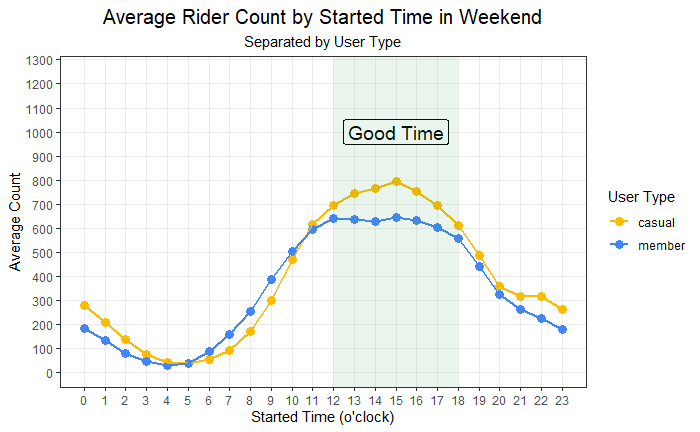 Average Rider Count by Started Time in Weekend
Separated by User Type
1300
1200
1100
1000
900
800
700
600
500
400
300
200
100
0
Average Count
Good Time
User Type
casual
member
0 1 2 3 4 5 6 7 8 9 10 11 12 13 14 15 16 17 18 19 20 21 22 23
Started Time (o'clock)